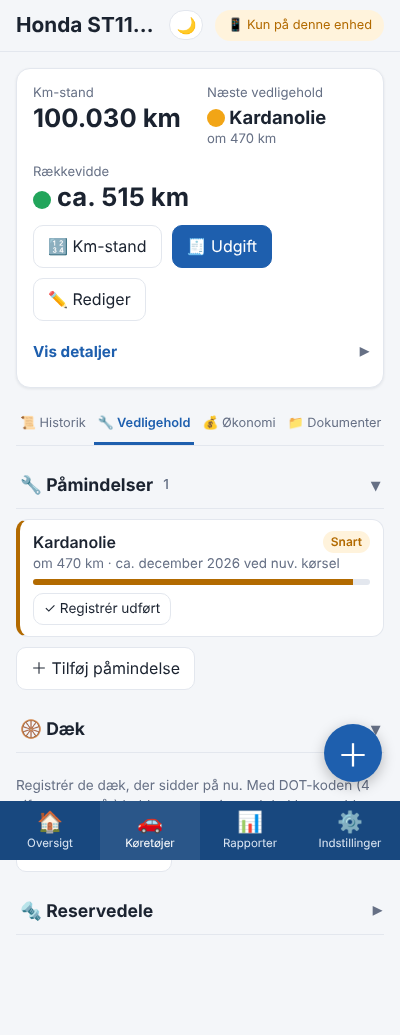 Honda ST11...
Kun på denne enhed
Km-stand
100.030 km
Næste vedligehold
Kardanolie
om 470 km
Rækkevidde
ca. 515 km
Km-stand
Udgift
Rediger
Vis detaljer
Historik
Vedligehold
Økonomi
Dokumenter
Påmindelser 1
Kardanolie
Snart
om 470 km · ca. december 2026 ved nuv. kørsel
✓ Registrér udført
+ Tilføj påmindelse
Dæk
Registrér de dæk, der sidder på nu. Med DOT-koden (4
Oversigt
Køretøjer
Rapporter
Indstillinger
Reservedele